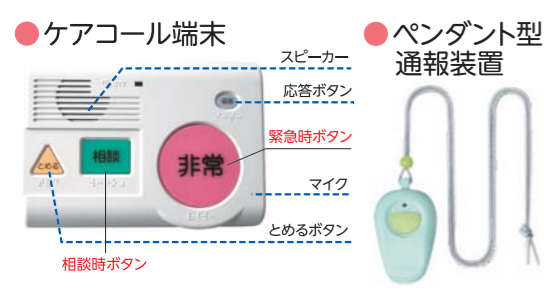 ●ケアコール端末
スピーカー
応答ボタン
緊急時ボタン
マイク
とめるボタン
相談時ボタン
とめる
相談
非常
●ペンダント型
通報装置